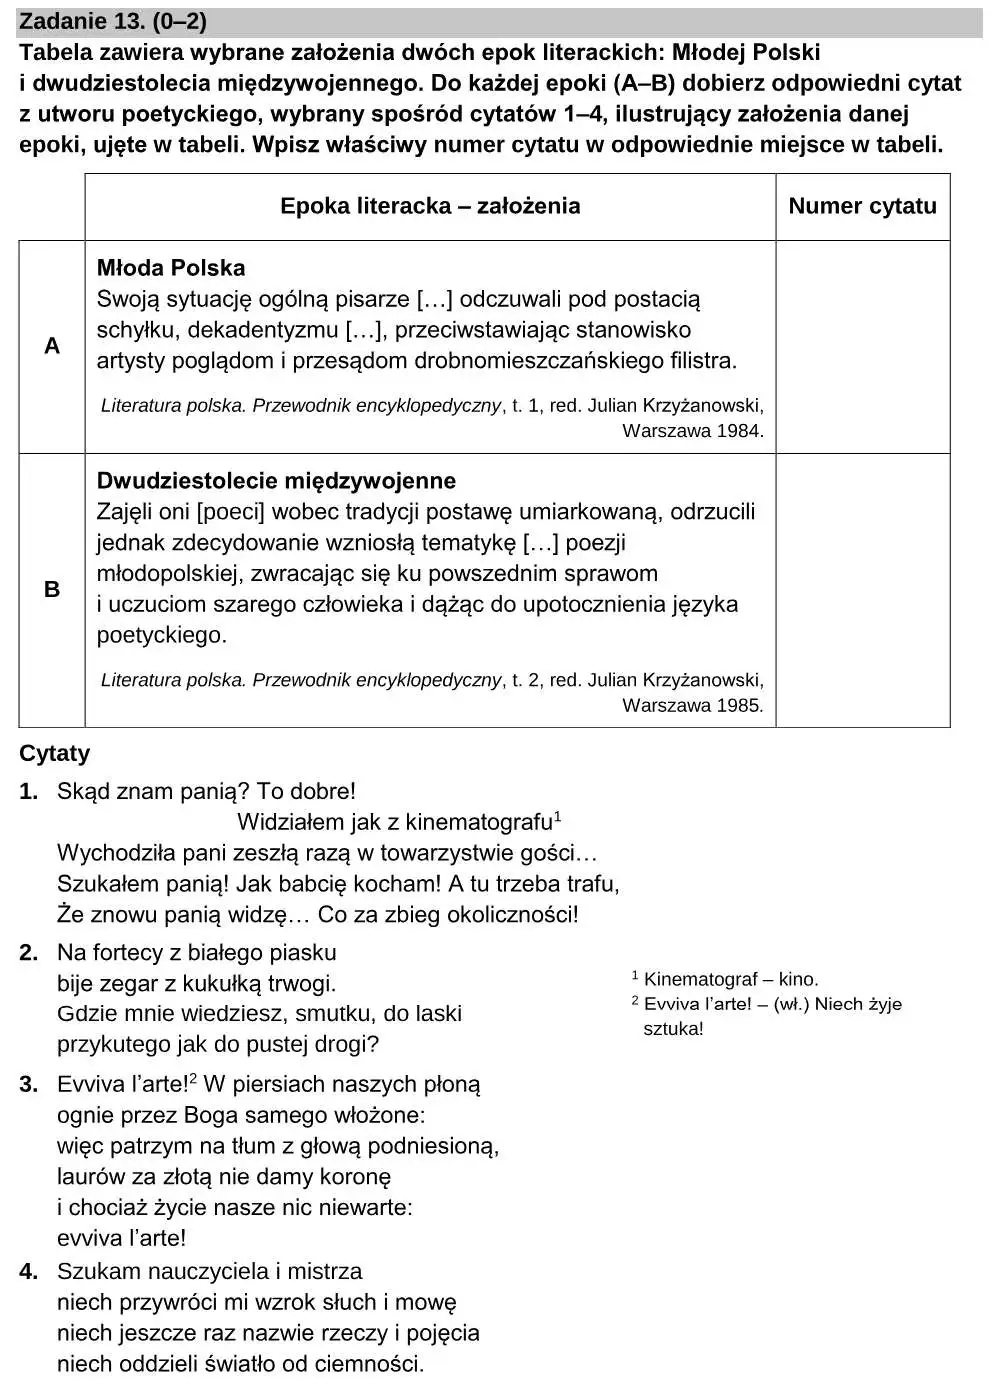 Zadanie 13. (0–2)
Tabela zawiera wybrane założenia dwóch epok literackich: Młodej Polski
i dwudziestolecia międzywojennego. Do każdej epoki (A–B) dobierz odpowiedni cytat
z utworu poetyckiego, wybrany spośród cytatów 1–4, ilustrujący założenia danej
epoki, ujęte w tabeli. Wpisz właściwy numer cytatu w odpowiednie miejsce w tabeli.
Epoka literacka – założenia
Numer cytatu
A
Młoda Polska
Swoją sytuację ogólną pisarze […] odczuwali pod postacią
schyłku, dekadentyzmu […], przeciwstawiając stanowisko
artysty poglądom i przesądom drobnomieszczańskiego filistra.
Literatura polska. Przewodnik encyklopedyczny, t. 1, red. Julian Krzyżanowski,
Warszawa 1984.
B
Dwudziestolecie międzywojenne
Zajęli oni [poeci] wobec tradycji postawę umiarkowaną, odrzucili
jednak zdecydowanie wzniosłą tematykę […] poezji
młodopolskiej, zwracając się ku powszednim sprawom
i uczuciom szarego człowieka i dążąc do upotocznienia języka
poetyckiego.
Literatura polska. Przewodnik encyklopedyczny, t. 2, red. Julian Krzyżanowski,
Warszawa 1985.
Cytaty
1. Skąd znam panią? To dobre!
Widziałem jak z kinematografu¹
Wychodziła pani zeszłą razą w towarzystwie gości…
Szukałem panią! Jak babcię kocham! A tu trzeba trafu,
Że znowu panią widzę… Co za zbieg okoliczności!
2. Na fortecy z białego piasku
bije zegar z kukułką trwogi.
Gdzie mnie wiedziesz, smutku, do laski
przykutego jak do pustej drogi?
¹ Kinematograf – kino.
² Evviva l’arte! – (wł.) Niech żyje
sztuka!
3. Evviva l’arte!² W piersiach naszych płoną
ognie przez Boga samego włożone:
więc patrzym na tłum z głową podniesioną,
laurów za złotą nie damy koronę
i chociaż życie nasze nic niewarte:
evviva l’arte!
4. Szukam nauczyciela i mistrza
niech przywróci mi wzrok słuch i mowę
niech jeszcze raz nazwie rzeczy i pojęcia
niech oddzieli światło od ciemności.